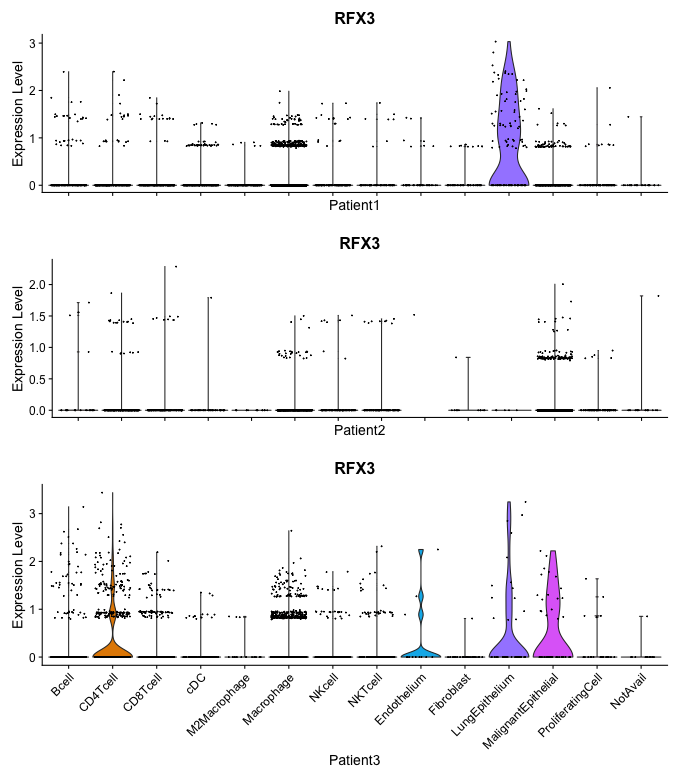 RFX3
Expression Level
3
2
1
0
Patient1
RFX3
Expression Level
2.0
1.5
1.0
0.5
0.0
Patient2
RFX3
Expression Level
3
2
1
0
Bcell
CD4Tcell
CD8Tcell
cDC
M2Macrophage
Macrophage
NKcell
NKTcell
Endothelium
Fibroblast
LungEpithelium
MalignantEpithelial
ProliferatingCell
NotAvail
Patient3